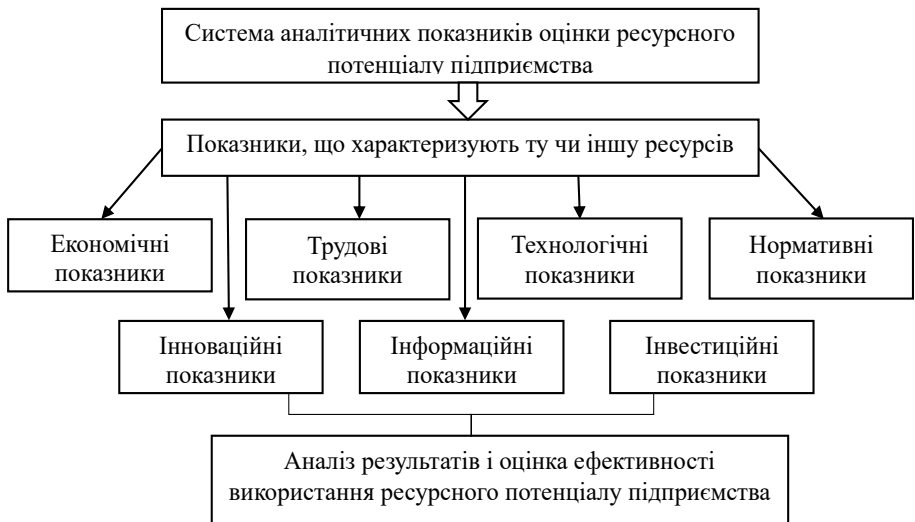 Система аналітичних показників оцінки ресурсного
потенціалу підприємства
Показники, що характеризують ту чи іншу ресурсів
Економічні
показники
Трудові
показники
Технологічні
показники
Нормативні
показники
Інноваційні
показники
Інформаційні
показники
Інвестиційні
показники
Аналіз результатів і оцінка ефективності
використання ресурсного потенціалу підприємства